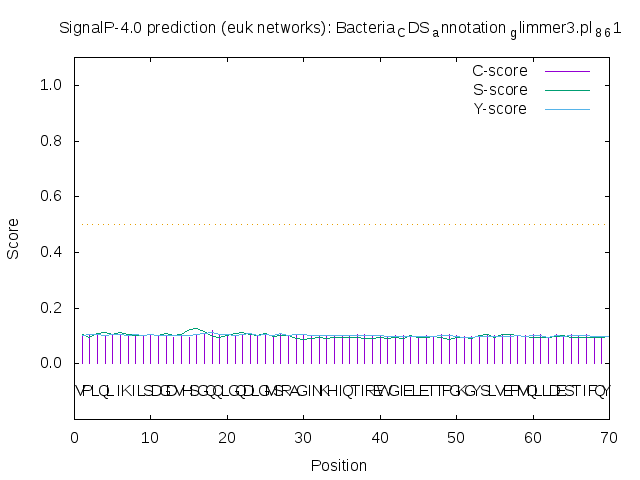 SignalP-4.0 prediction (euk networks): Bacteria_CDS_annotation_glimmer3.pl_861
C-score
S-score
Y-score
1.0
0.8
0.6
0.4
0.2
0.0
Score
0 10 20 30 40 50 60 70
Position